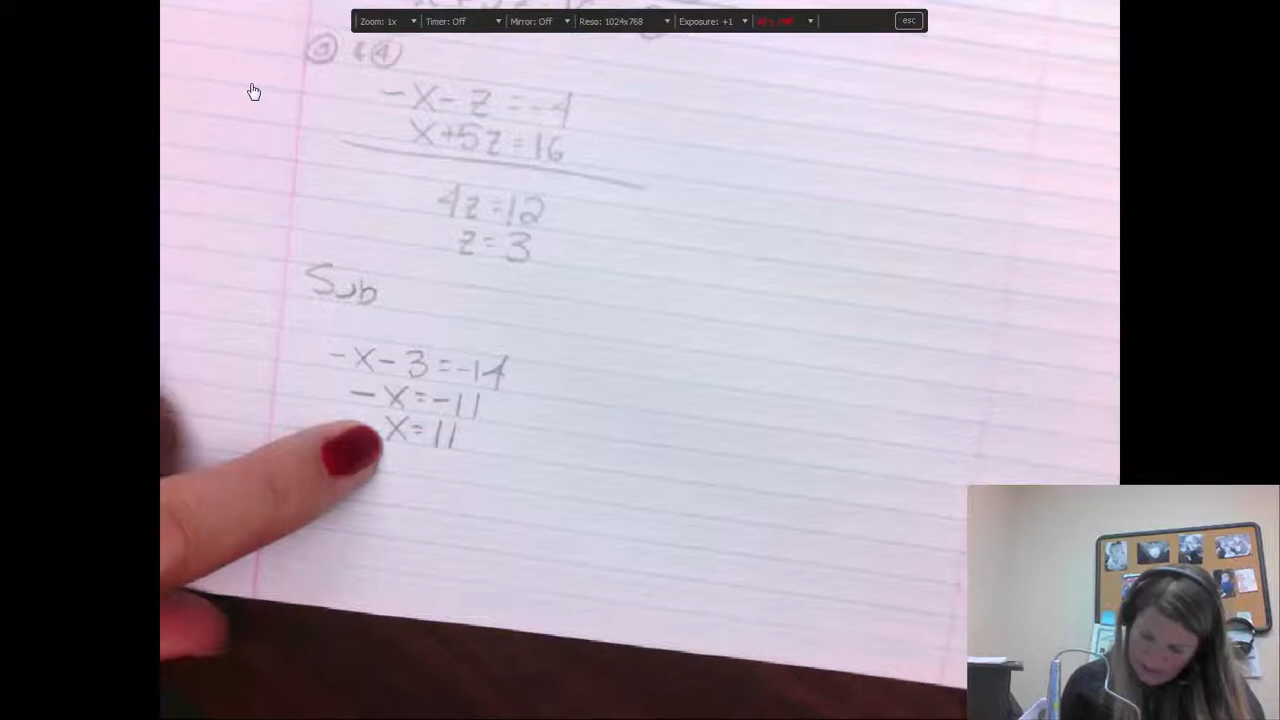 Zoom: 1x Timer: Off Mirror: Off Reso: 1024x768 Exposure: +1 esc
③ & ④
-x-z=-4
x+5z=16
4z=12
z=3
Sub
-x-3=-14
-x=-11
x=11